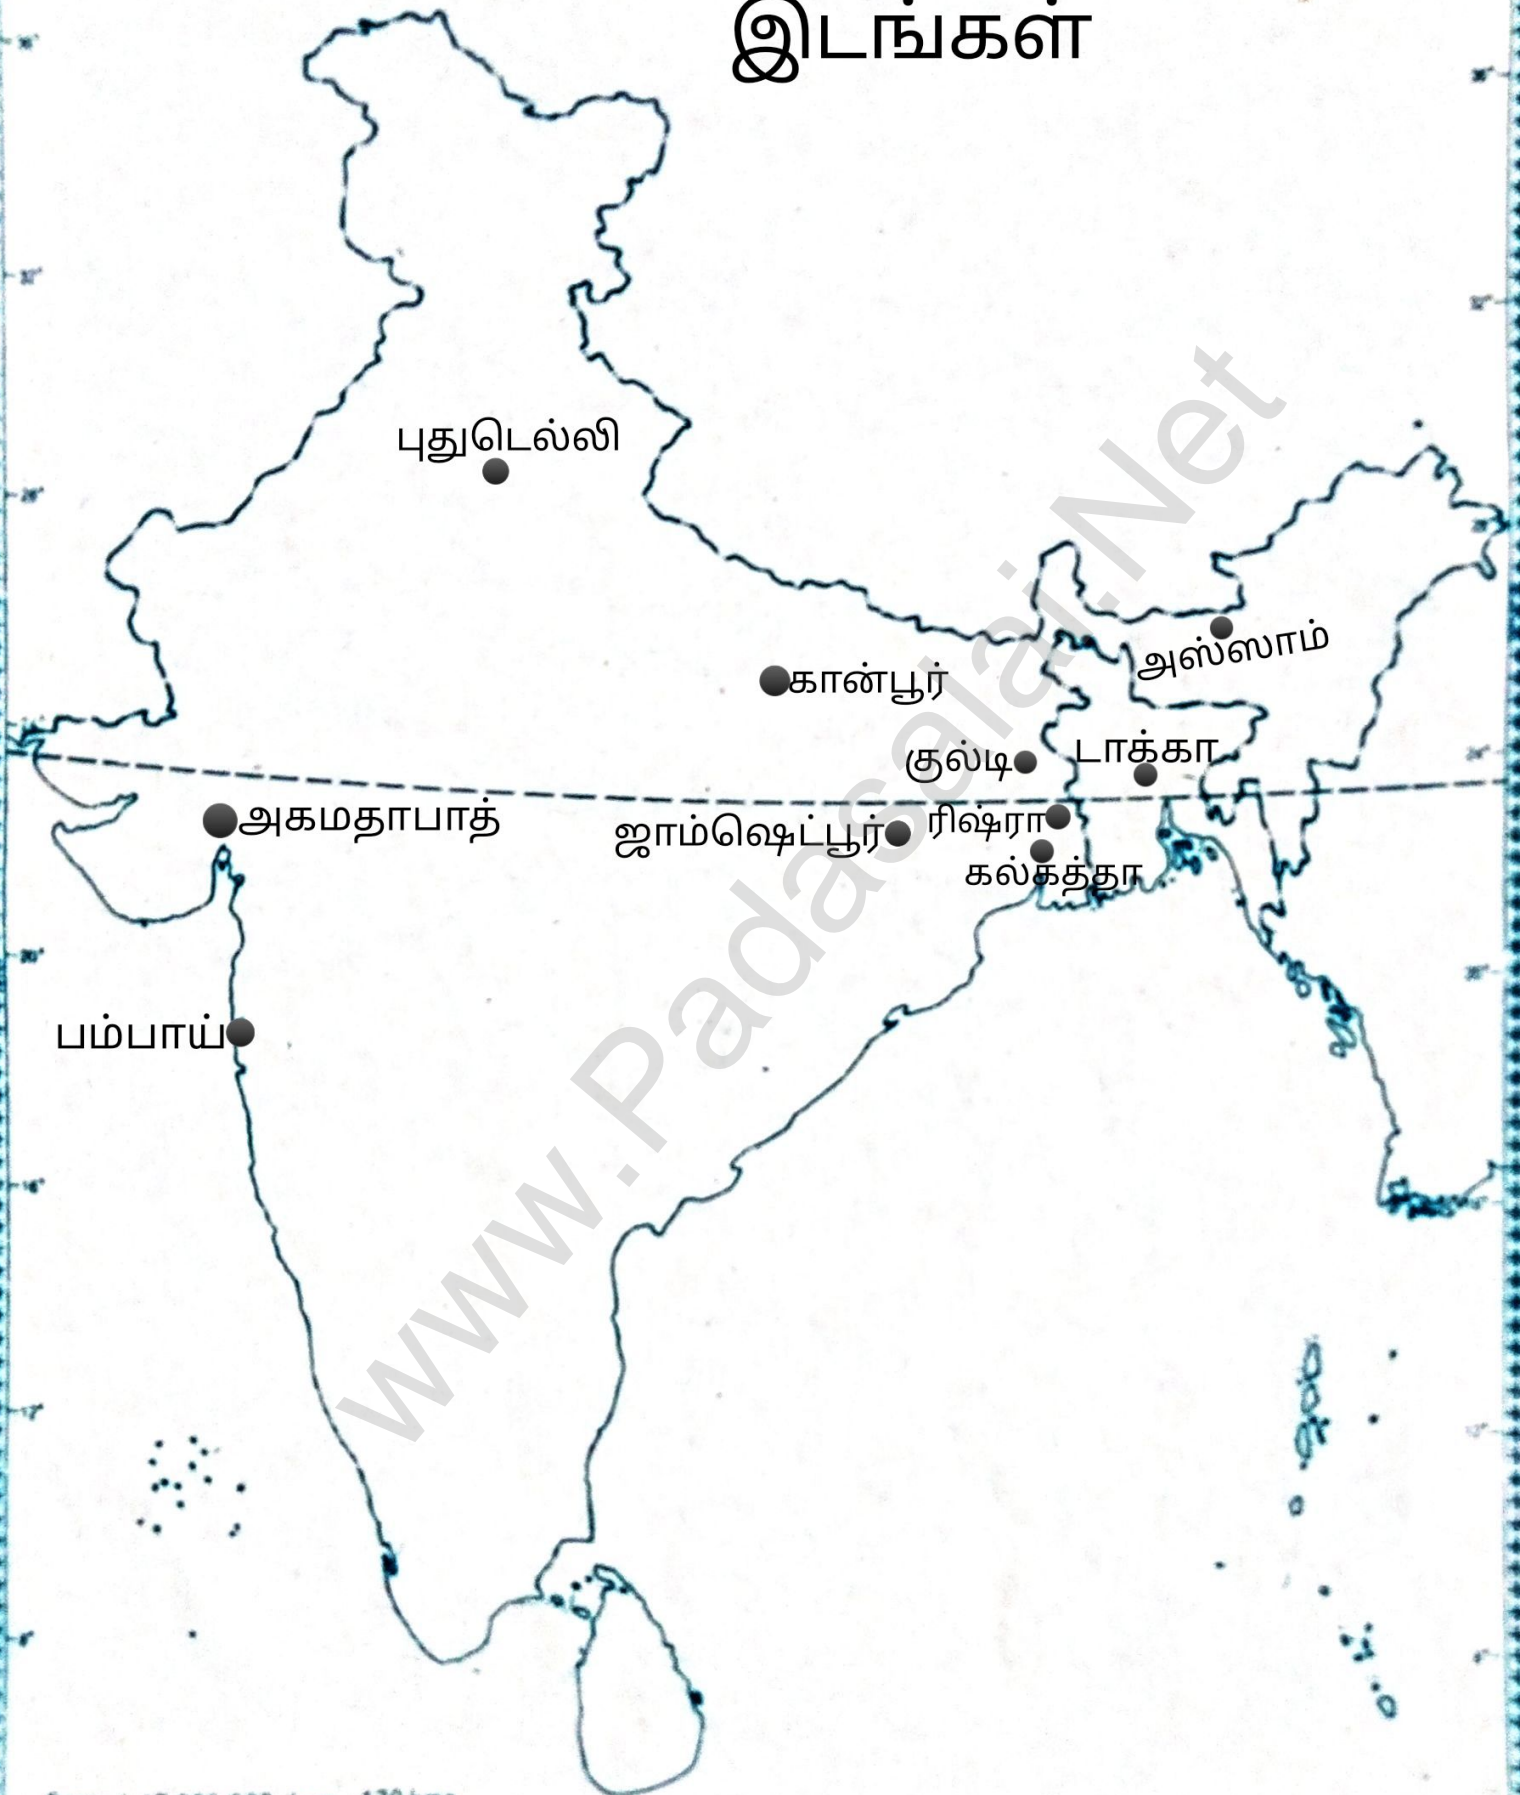 இடங்கள்
புதுடெல்லி
அஸ்ஸாம்
கான்பூர்
டாக்கா
குல்டி
அகமதாபாத்
ரிஷ்ரா
ஜாம்ஷெட்பூர்
கல்கத்தா
பம்பாய்
www.Padasalai.Net